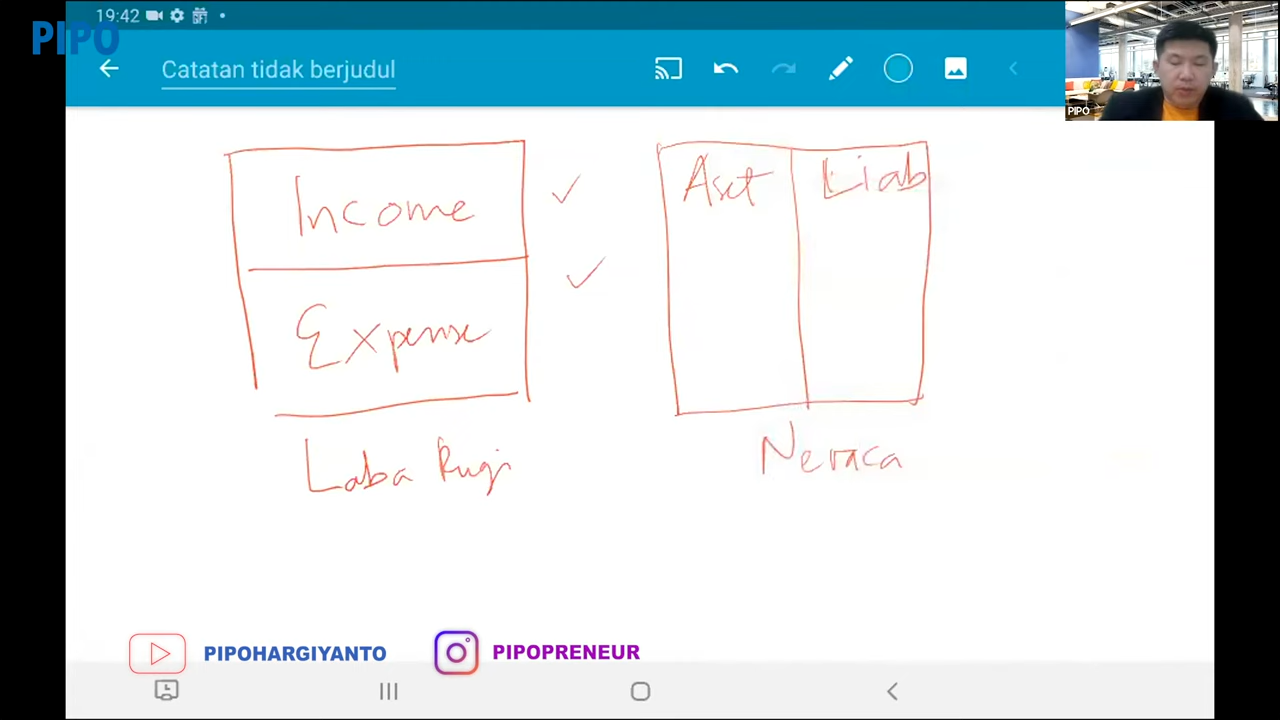 19:42
PIPO
Catatan tidak berjudul
PIPO
Income
Expense
Laba Rugi
Aset
Liab
Neraca
PIPOHARGIYANTO
PIPOPRENEUR